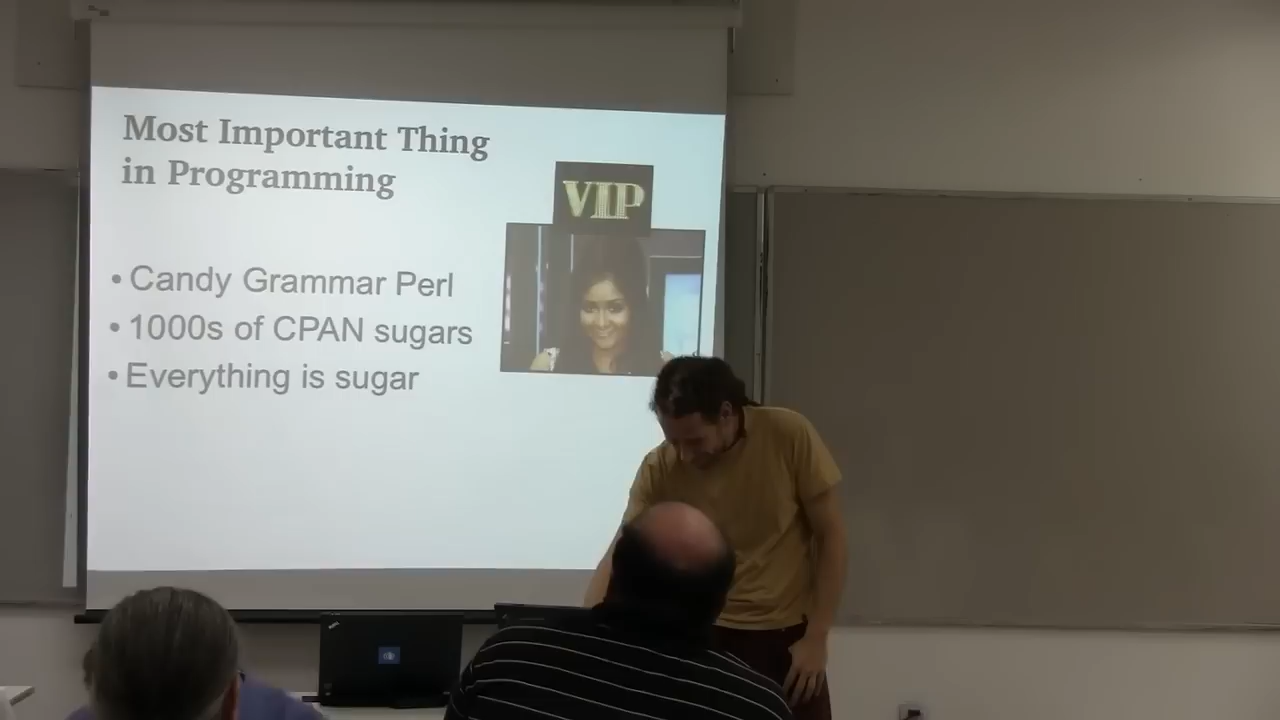 Most Important Thing
in Programming
VIP
• Candy Grammar Perl
• 1000s of CPAN sugars
• Everything is sugar